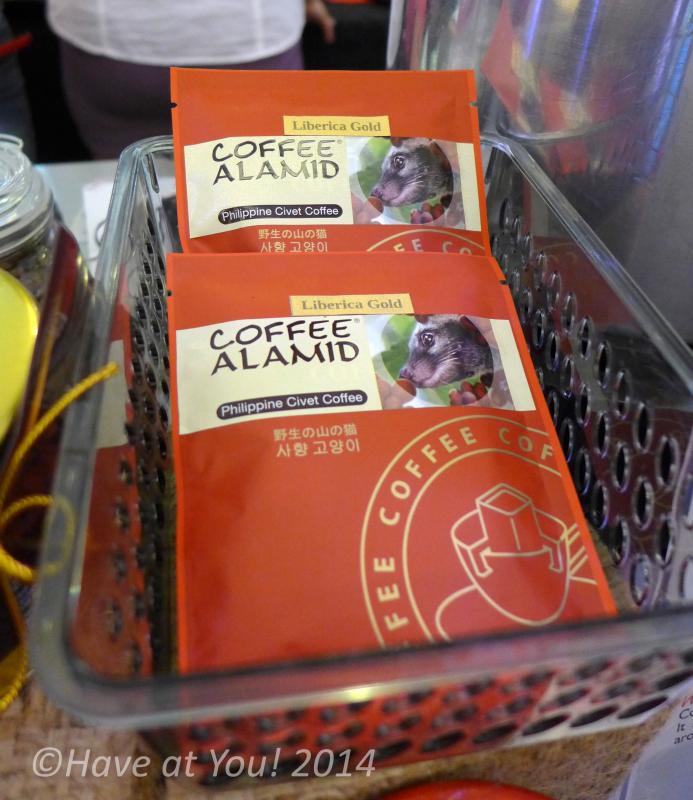 Liberica Gold
COFFEE®
ALAMID
Philippine Civet Coffee
野生の山の猫
사향 고양이
Liberica Gold
COFFEE®
ALAMID
Philippine Civet Coffee
野生の山の猫
사향 고양이
COFFEE COF
©Have at You! 2014